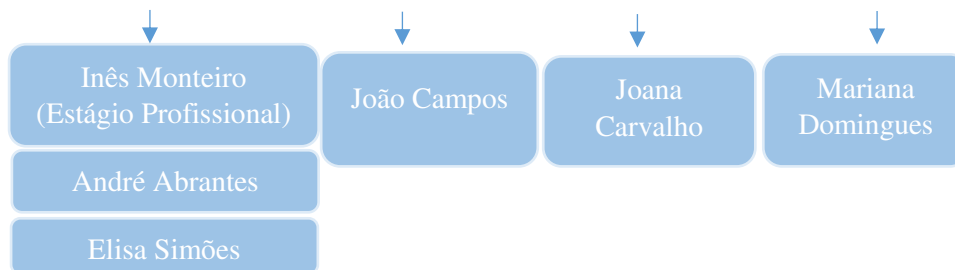 Inês Monteiro
(Estágio Profissional)
André Abrantes
Elisa Simões
João Campos
Joana
Carvalho
Mariana
Domingues